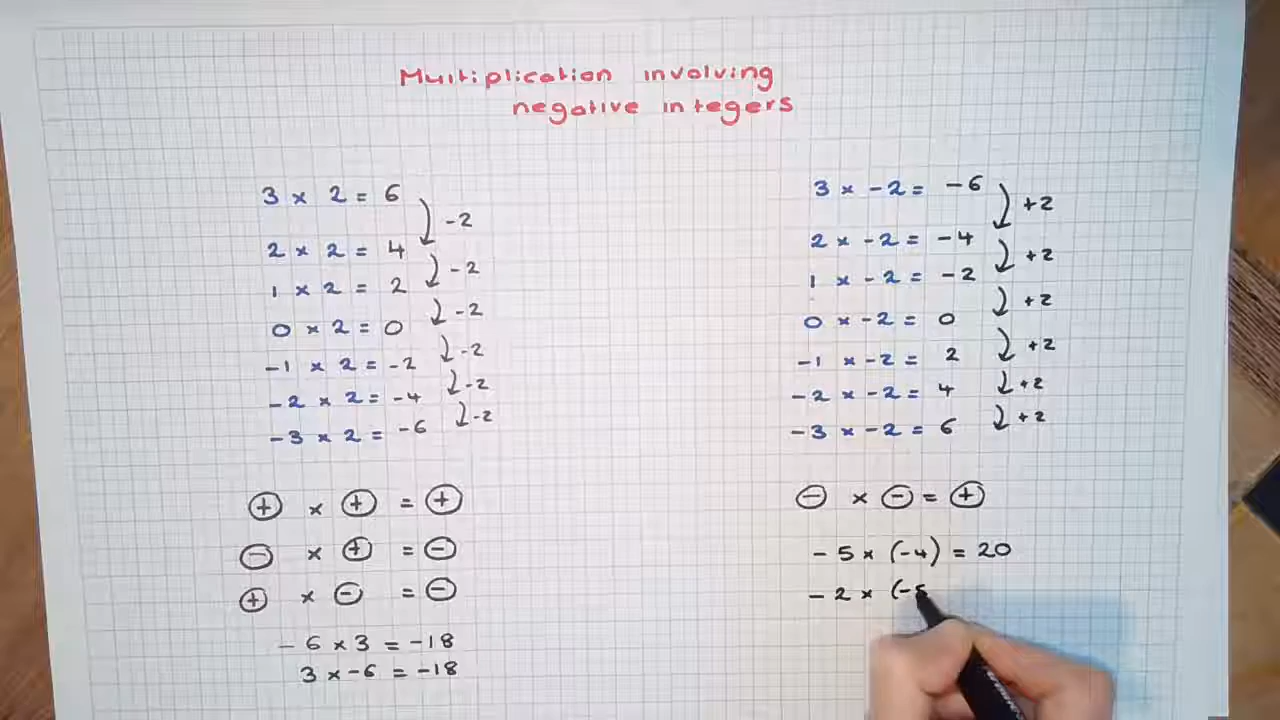 Multiplication involving
negative integers
3 × 2 = 6
-2
2 × 2 = 4
-2
1 × 2 = 2
-2
0 × 2 = 0
-2
-1 × 2 = -2
-2
-2 × 2 = -4
-2
-3 × 2 = -6
⊕ × ⊕ = ⊕
⊖ × ⊕ = ⊖
⊕ × ⊖ = ⊖
-6 × 3 = -18
3 × -6 = -18
3 × -2 = -6
+2
2 × -2 = -4
+2
1 × -2 = -2
+2
0 × -2 = 0
+2
-1 × -2 = 2
+2
-2 × -2 = 4
+2
-3 × -2 = 6
⊖ × ⊖ = ⊕
-5 × (-4) = 20
-2 × (-5